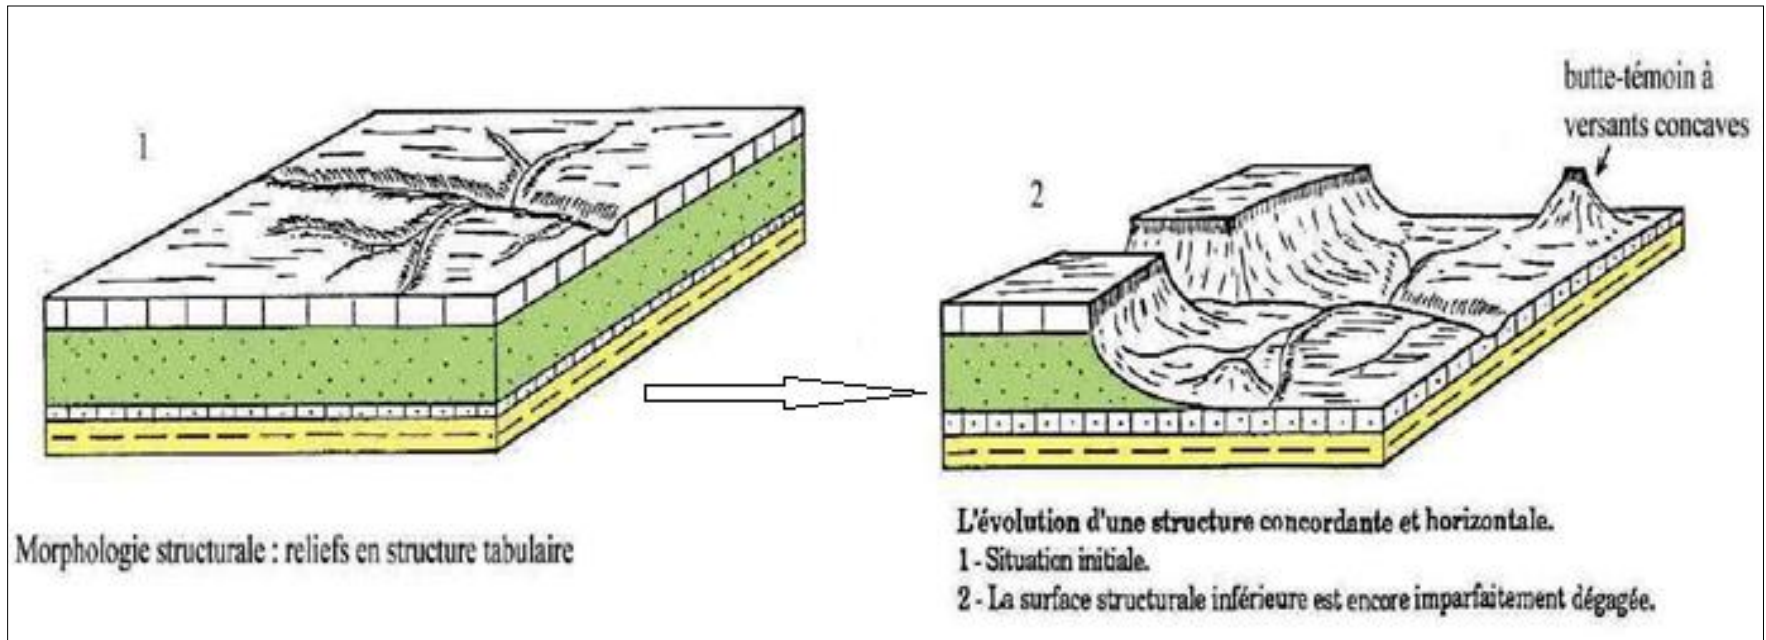 1
Morphologie structurale : reliefs en structure tabulaire
2
butte-témoin à
versants concaves
L'évolution d'une structure concordante et horizontale.
1 - Situation initiale.
2 - La surface structurale inférieure est encore imparfaitement dégagée.